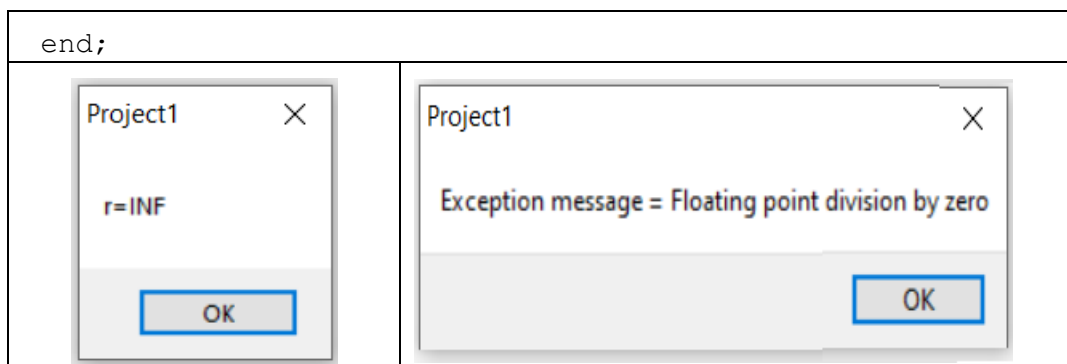 end;
Project1
r=INF
OK
Project1
Exception message = Floating point division by zero
OK